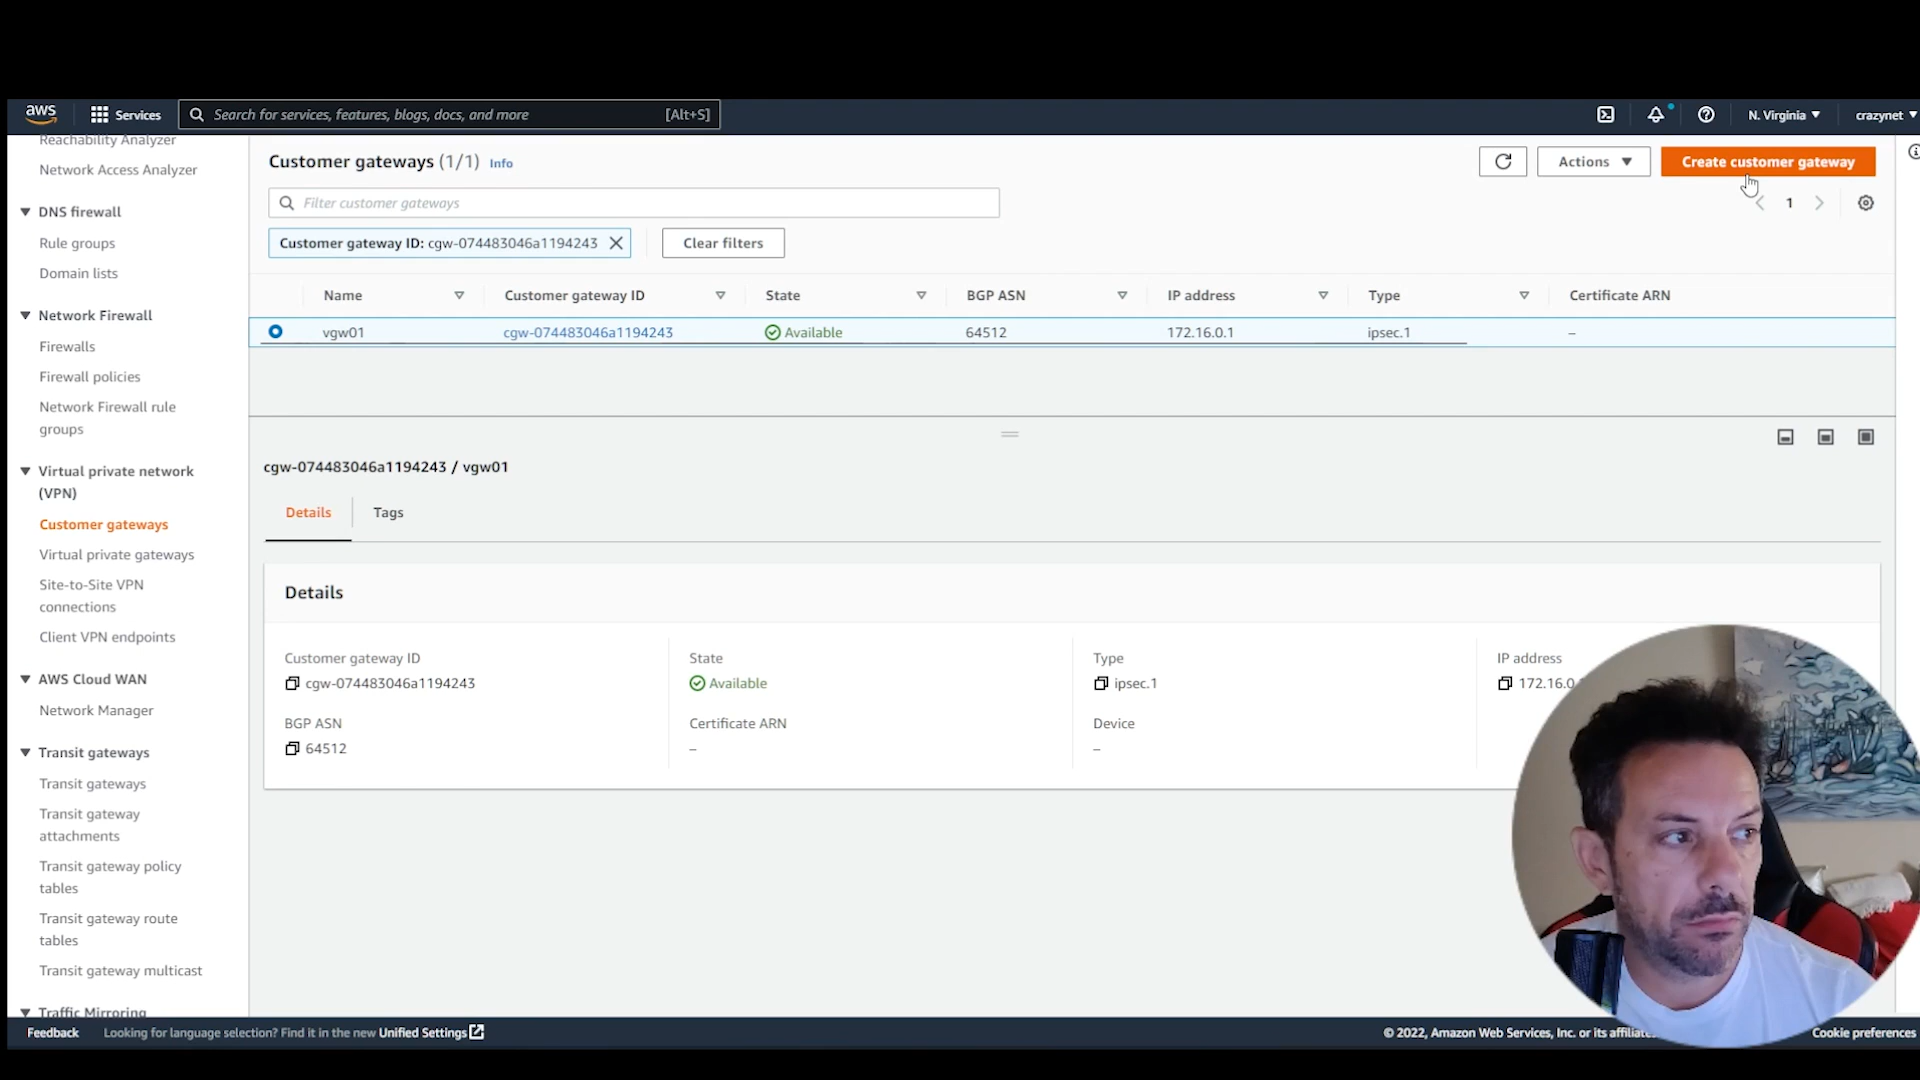 aws
Services
Search for services, features, blogs, docs, and more
[Alt+S]
N. Virginia
crazynet
Reachability Analyzer
Network Access Analyzer
DNS firewall
Rule groups
Domain lists
Network Firewall
Firewalls
Firewall policies
Network Firewall rule
groups
Virtual private network
(VPN)
Customer gateways
Virtual private gateways
Site-to-Site VPN
connections
Client VPN endpoints
AWS Cloud WAN
Network Manager
Transit gateways
Transit gateways
Transit gateway
attachments
Transit gateway policy
tables
Transit gateway route
tables
Transit gateway multicast
Traffic Mirroring
Customer gateways (1/1) Info
Actions
Create customer gateway
Filter customer gateways
1
Customer gateway ID: cgw-074483046a1194243
Clear filters
Name Customer gateway ID State BGP ASN IP address Type Certificate ARN
vgw01 cgw-074483046a1194243 Available 64512 172.16.0.1 ipsec.1 –
cgw-074483046a1194243 / vgw01
Details Tags
Details
Customer gateway ID State Type IP address
cgw-074483046a1194243 Available ipsec.1 172.16.0.
BGP ASN Certificate ARN Device
64512 – –
Feedback Looking for language selection? Find it in the new Unified Settings © 2022, Amazon Web Services, Inc. or its affiliate Cookie preferences